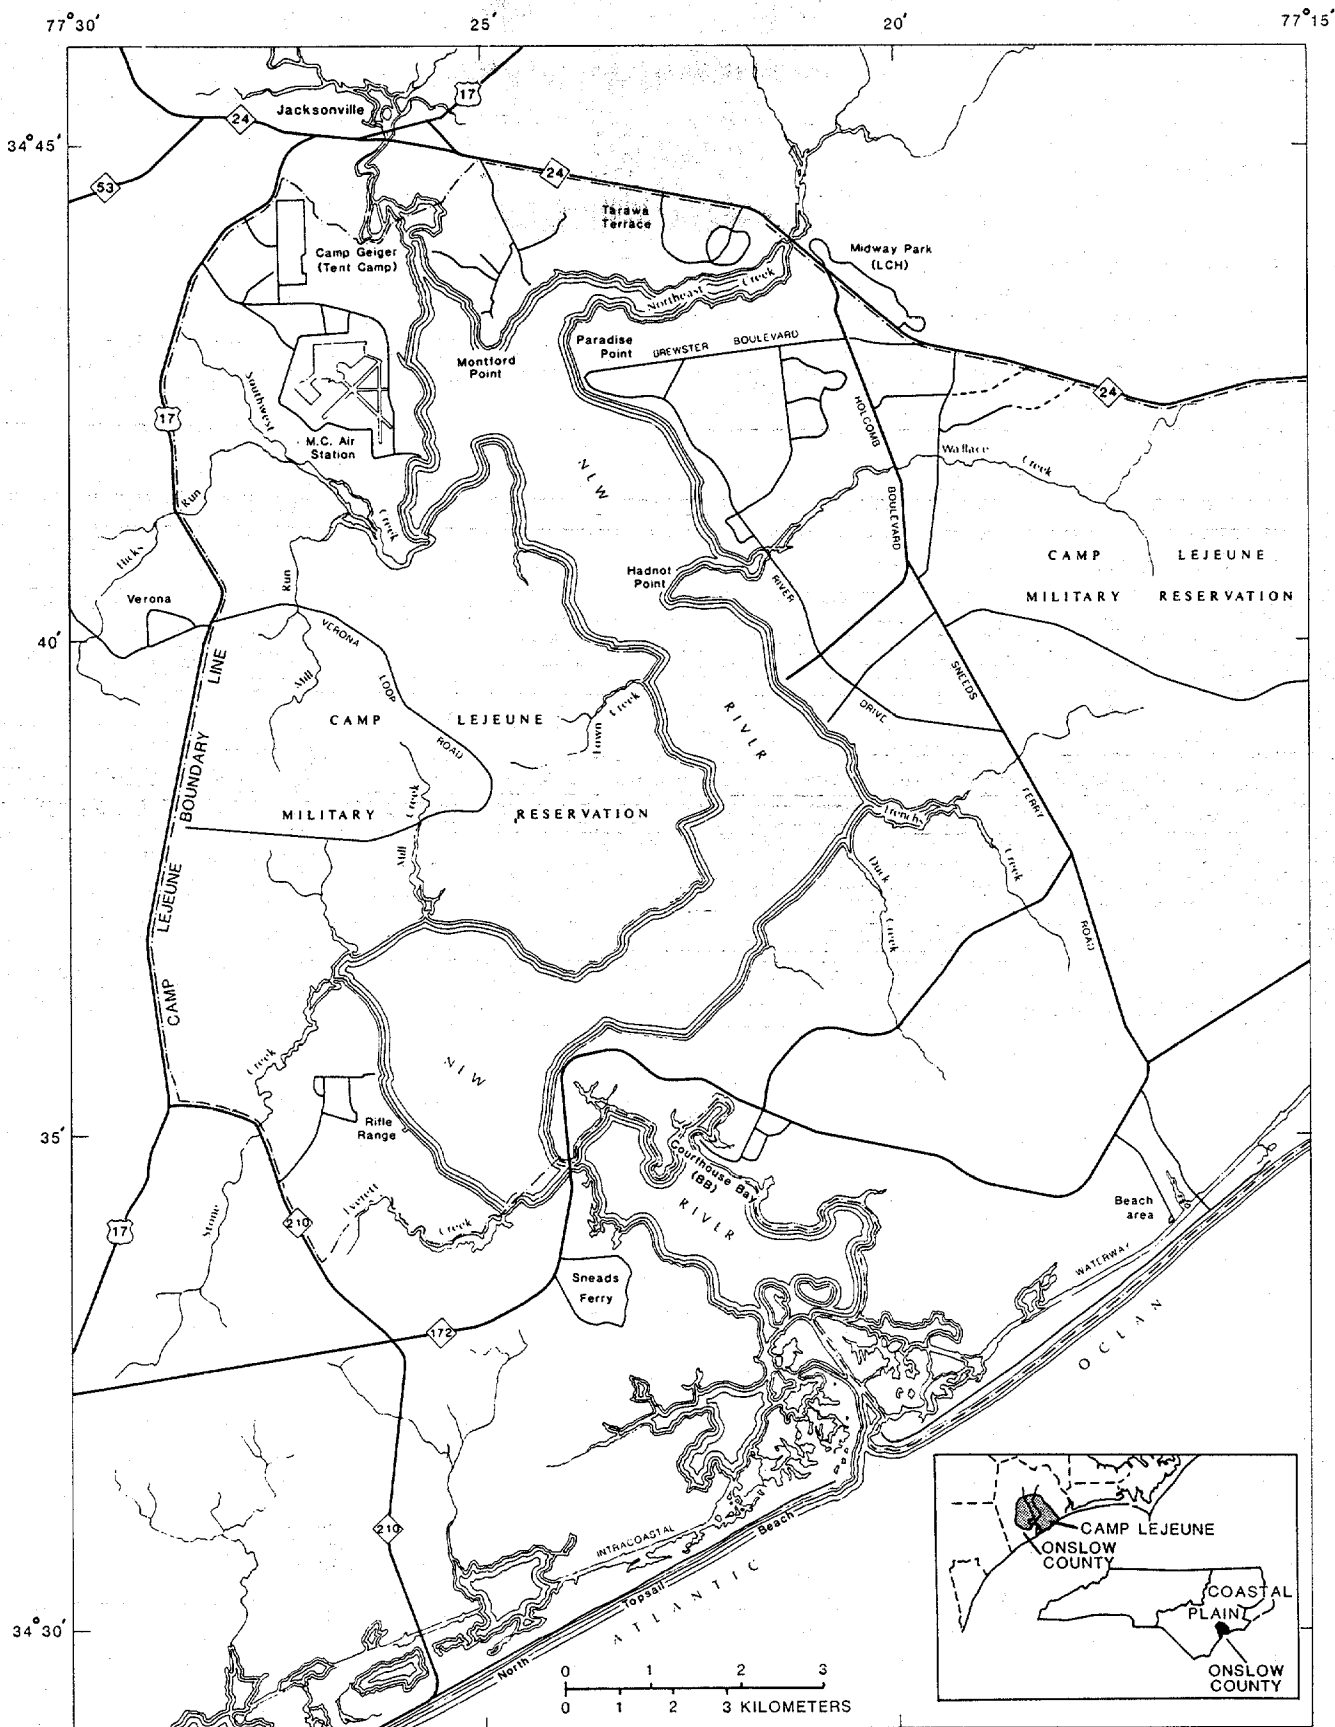 77°30' 25' 20' 77°15'
17
Jacksonville
24
34°45'
53
24
Tarawa
Terrace
Camp Geiger
(Tent Camp)
Midway Park
(LCH)
Northeast Creek
Paradise
Point
BREWSTER BOULEVARD
Montford
Point
24
17
Southwest
Creek
HOLCOMB
BOULEVARD
M.C. Air
Station
Wallace Creek
NEW
Hicks Run
CAMP LEJEUNE
MILITARY RESERVATION
Hadnot
Point
RIVER
DRIVE
Verona
Mill Run
40'
VERONA
LOOP
ROAD
SNEEDS
FERRY
ROAD
CAMP LEJEUNE
MILITARY RESERVATION
Town Creek
RIVER
Mill Creek
Frenchs
Creek
Duck
Creek
CAMP LEJEUNE BOUNDARY LINE
NEW
Stone Creek
Rifle
Range
35'
Courthouse Bay
(BB)
RIVER
Everett
Creek
210
17
Beach
area
WATERWAY
Sneads
Ferry
172
OCEAN
210
INTRACOASTAL
North Topsail Beach
ATLANTIC
34°30'
0 1 2 3
0 1 2 3 KILOMETERS
CAMP LEJEUNE
ONSLOW
COUNTY
COASTAL
PLAIN
ONSLOW
COUNTY